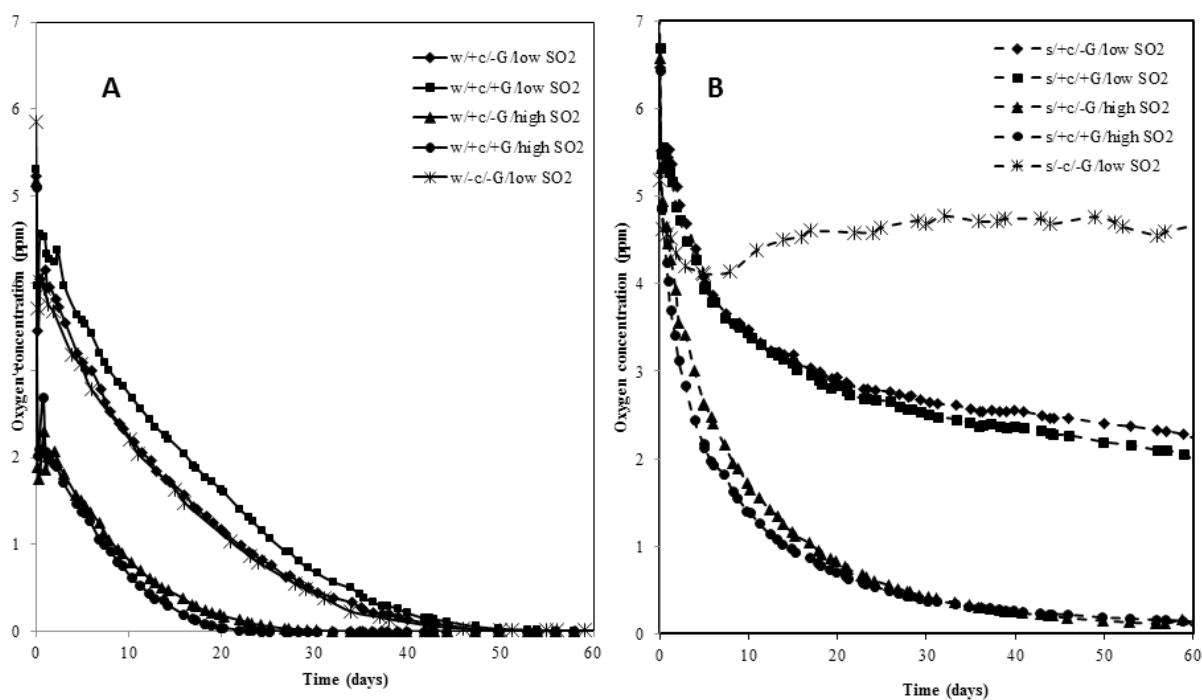 7
6
5
4
3
2
1
0
Oxygen concentration (ppm)
A
w/+c/-G/low SO2
w/+c/+G/low SO2
w/+c/-G/high SO2
w/+c/+G/high SO2
w/-c/-G/low SO2
0 10 20 30 40 50 60
Time (days)
7
6
5
4
3
2
1
0
Oxygen concentration (ppm)
B
s/+c/-G/low SO2
s/+c/+G/low SO2
s/+c/-G/high SO2
s/+c/+G/high SO2
s/-c/-G/low SO2
0 10 20 30 40 50 60
Time (days)